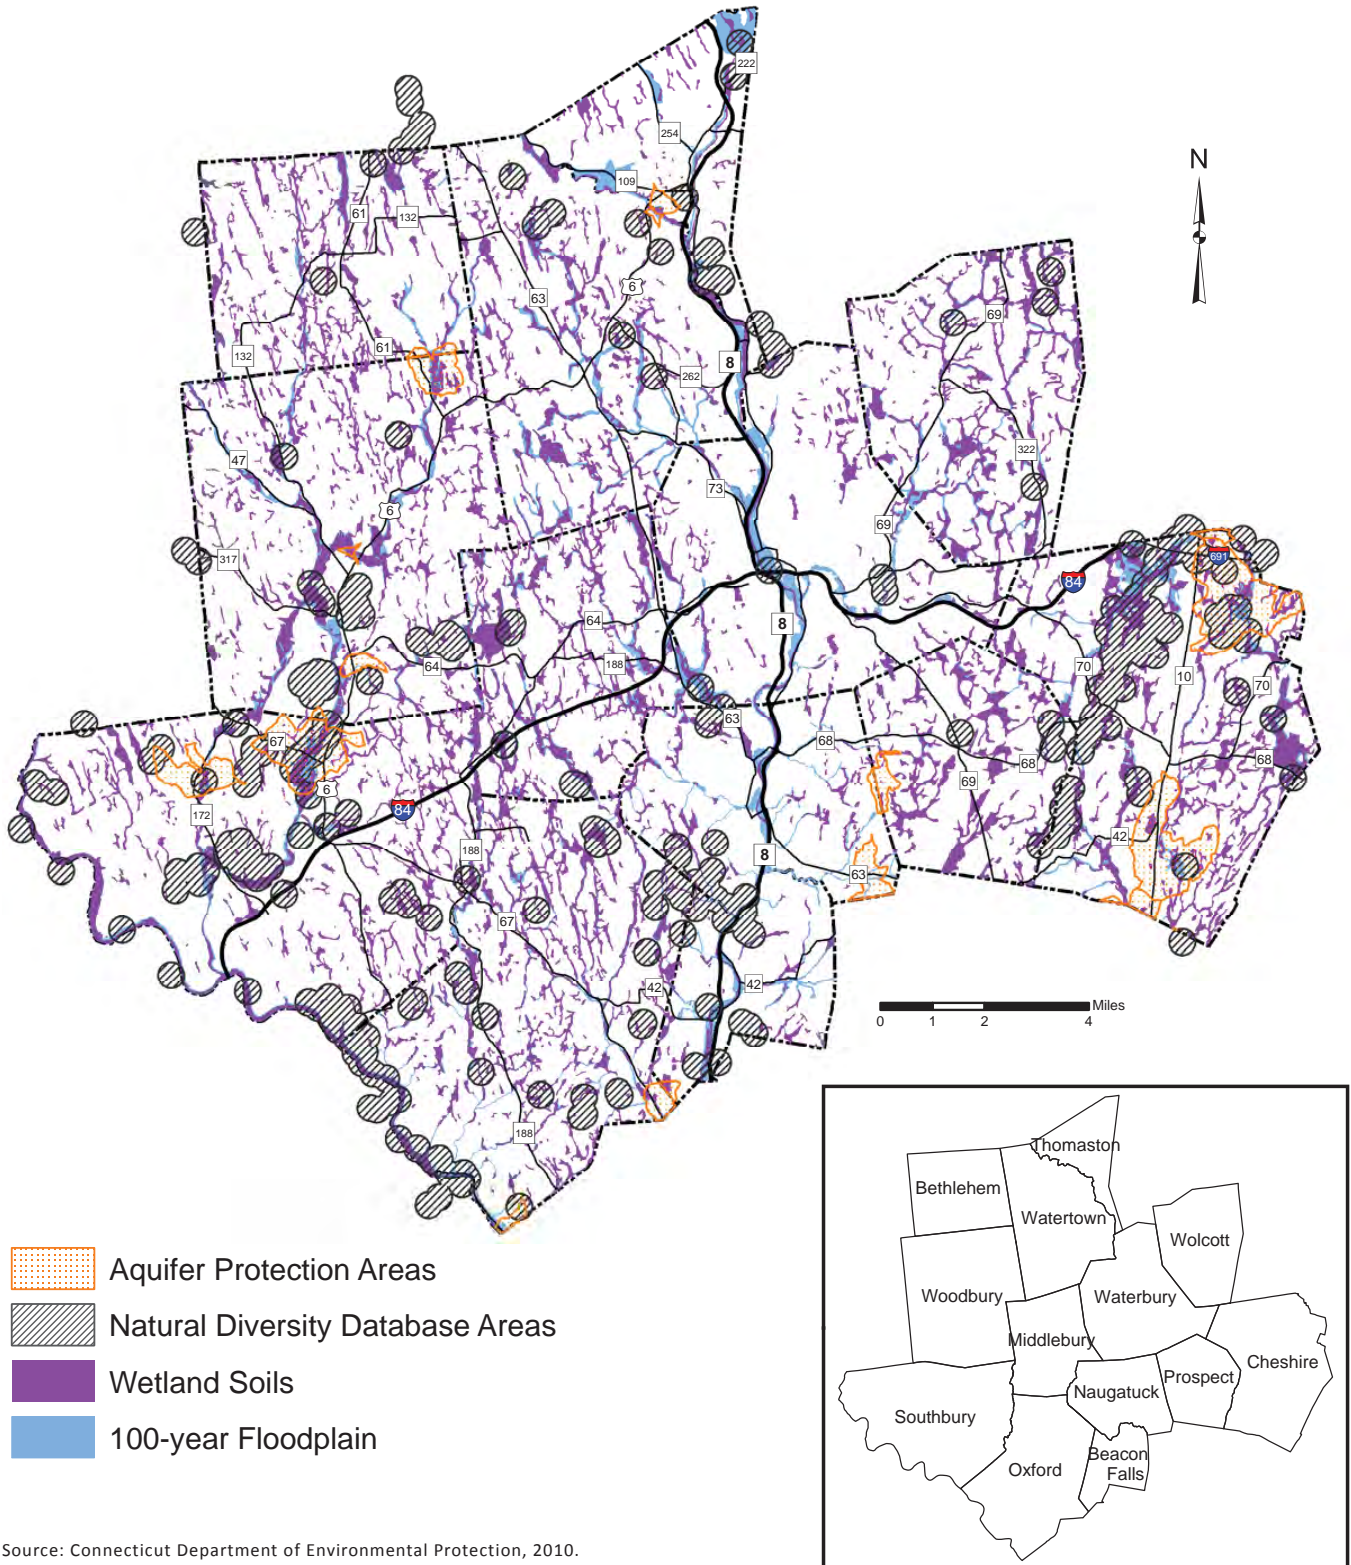 222
254
N
109
61
132
6
63
69
132
61
8
262
322
47
73
6
69
317
691
84
64
8
64
188
70
10
70
63
67
68
68
68
69
6
84
172
42
188
8
63
67
42
42
Miles
0
1
2
4
188
Thomaston
Bethlehem
Watertown
Wolcott
Woodbury
Waterbury
Middlebury
Cheshire
Prospect
Naugatuck
Southbury
Beacon
Falls
Oxford
Aquifer Protection Areas
Natural Diversity Database Areas
Wetland Soils
100-year Floodplain
Source: Connecticut Department of Environmental Protection, 2010.